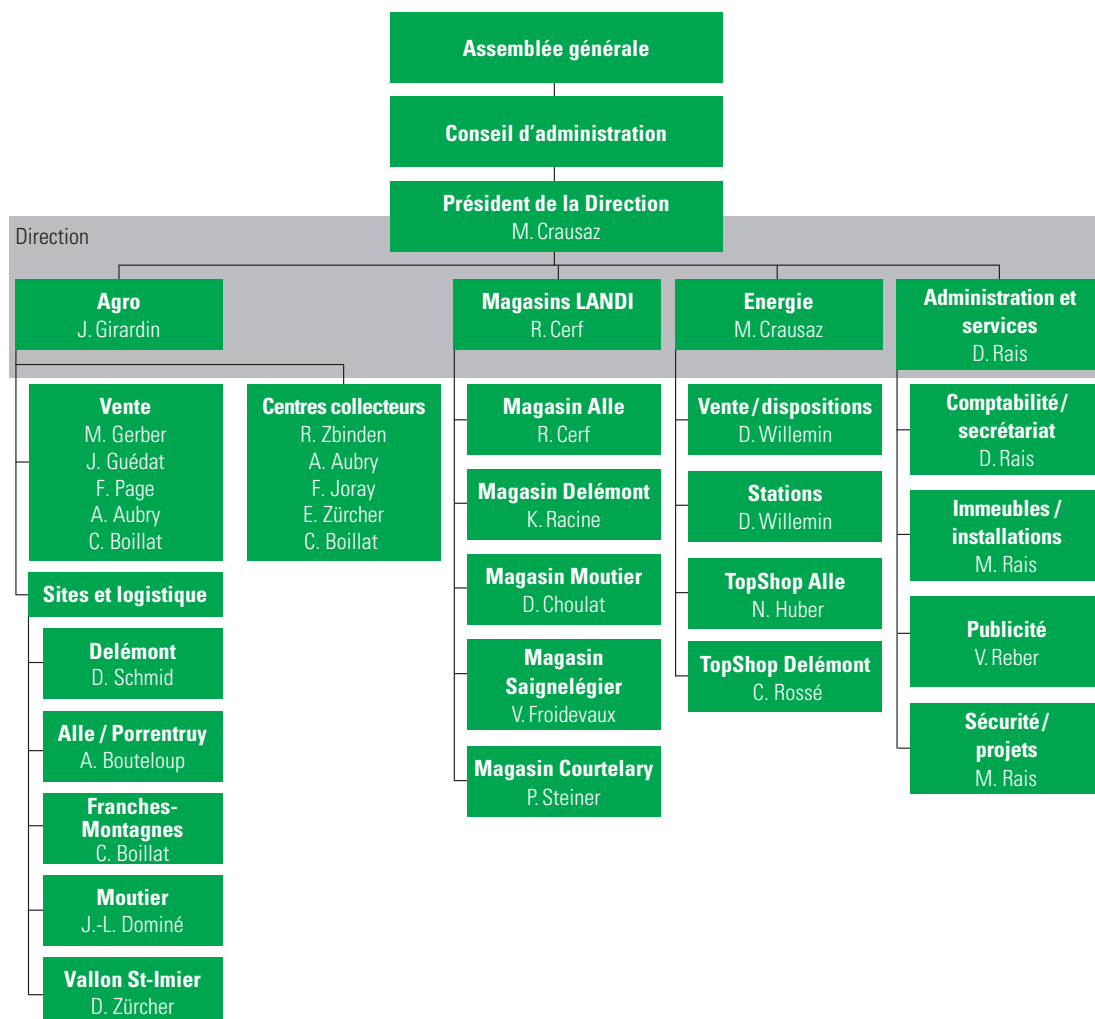 Assemblée générale
Conseil d'administration
Président de la Direction
M. Crausaz
Direction
Agro
J. Girardin
Magasins LANDI
R. Cerf
Energie
M. Crausaz
Administration et
services
D. Rais
Vente
M. Gerber
J. Guédat
F. Page
A. Aubry
C. Boillat
Centres collecteurs
R. Zbinden
A. Aubry
F. Joray
E. Zürcher
C. Boillat
Sites et logistique
Delémont
D. Schmid
Alle / Porrentruy
A. Bouteloup
Franches-
Montagnes
C. Boillat
Moutier
J.-L. Dominé
Vallon St-Imier
D. Zürcher
Magasin Alle
R. Cerf
Magasin Delémont
K. Racine
Magasin Moutier
D. Choulat
Magasin
Saignelégier
V. Froidevaux
Magasin Courtelary
P. Steiner
Vente / dispositions
D. Willemin
Stations
D. Willemin
TopShop Alle
N. Huber
TopShop Delémont
C. Rossé
Comptabilité /
secrétariat
D. Rais
Immeubles /
installations
M. Rais
Publicité
V. Reber
Sécurité /
projets
M. Rais